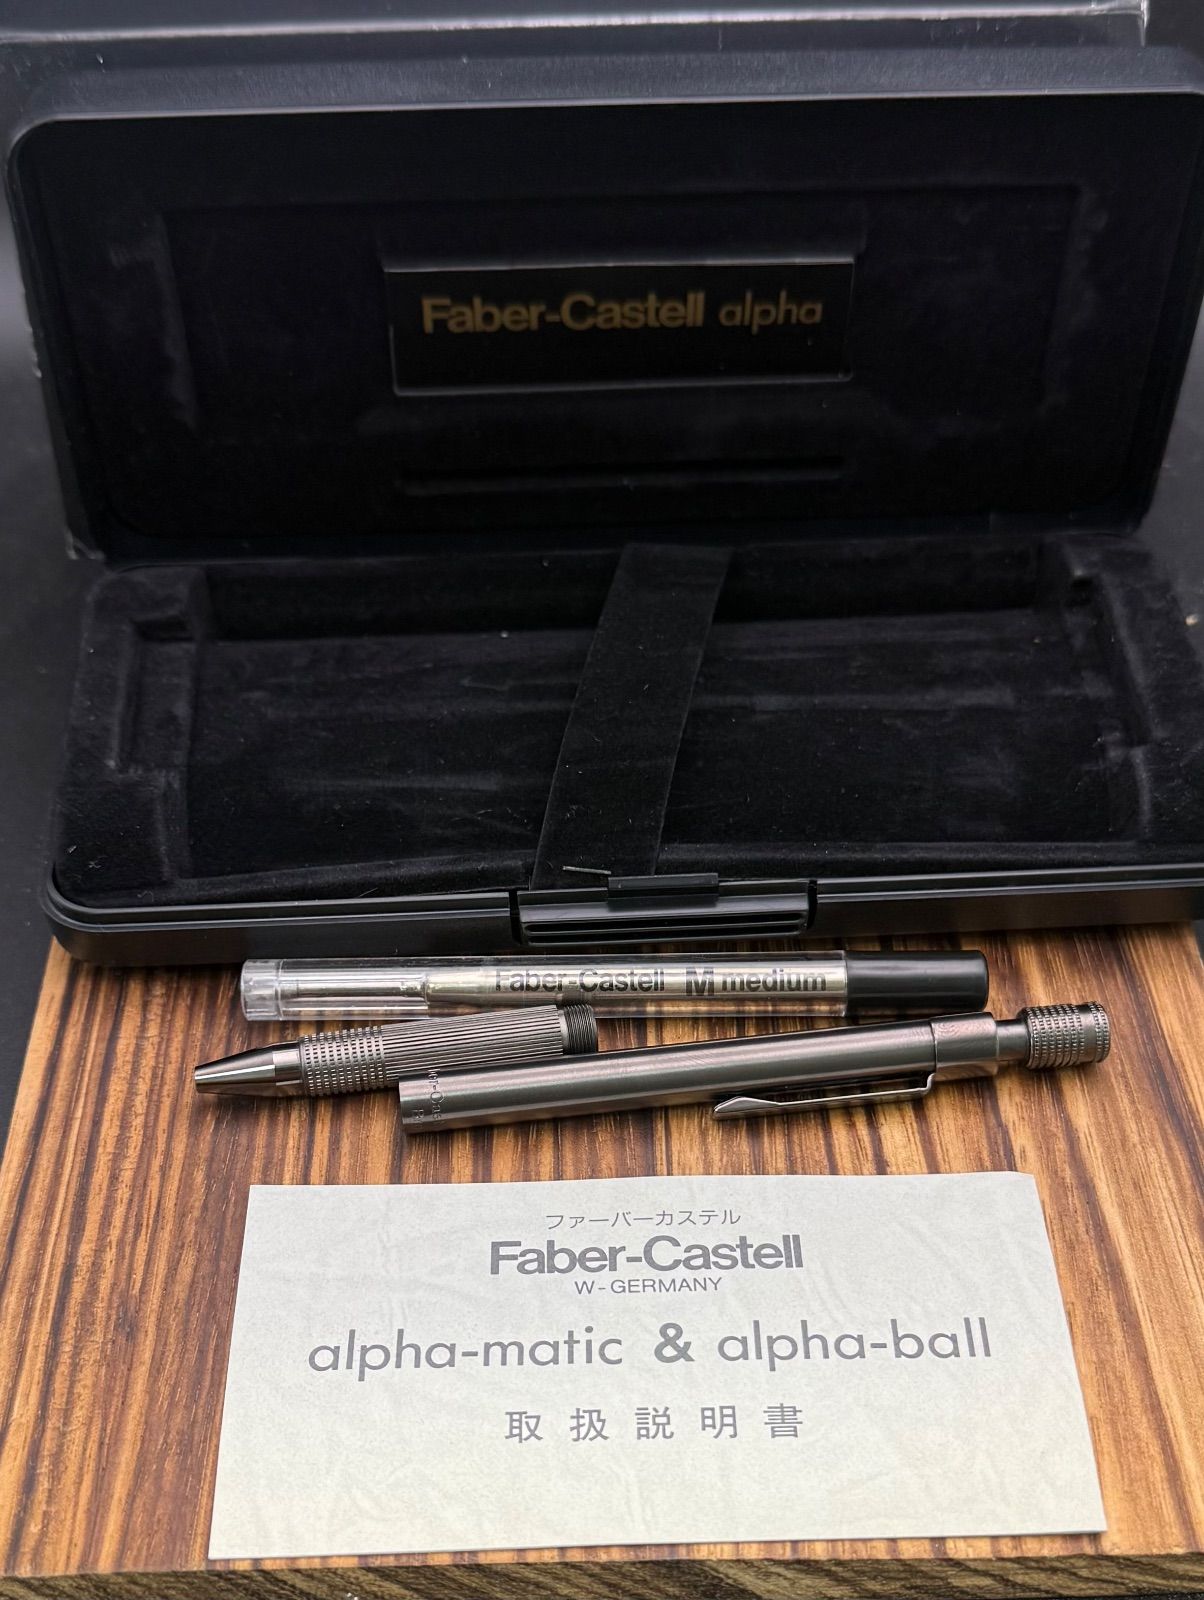 Faber-Castell alpha
Faber-Castell M medium
ファーバーカステル
Faber-Castell
W-GERMANY
alpha-matic & alpha-ball
取扱説明書